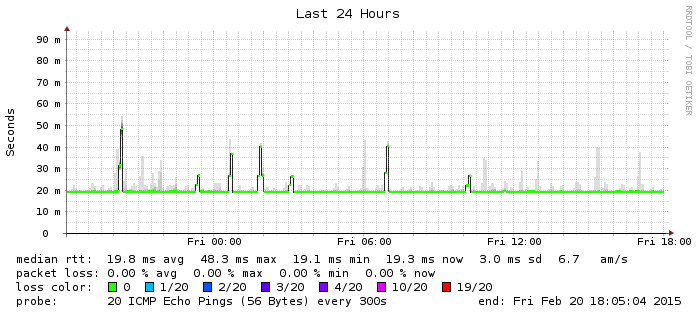 Last 24 Hours
RRDTOOL / TOBI OETIKER
Seconds
90 m
80 m
70 m
60 m
50 m
40 m
30 m
20 m
10 m
0
Fri 00:00 Fri 06:00 Fri 12:00 Fri 18:00
median rtt: 19.8 ms avg 48.3 ms max 19.1 ms min 19.3 ms now 3.0 ms sd 6.7 am/s
packet loss: 0.00 % avg 0.00 % max 0.00 % min 0.00 % now
loss color: 0 1/20 2/20 3/20 4/20 10/20 19/20
probe: 20 ICMP Echo Pings (56 Bytes) every 300s end: Fri Feb 20 18:05:04 2015